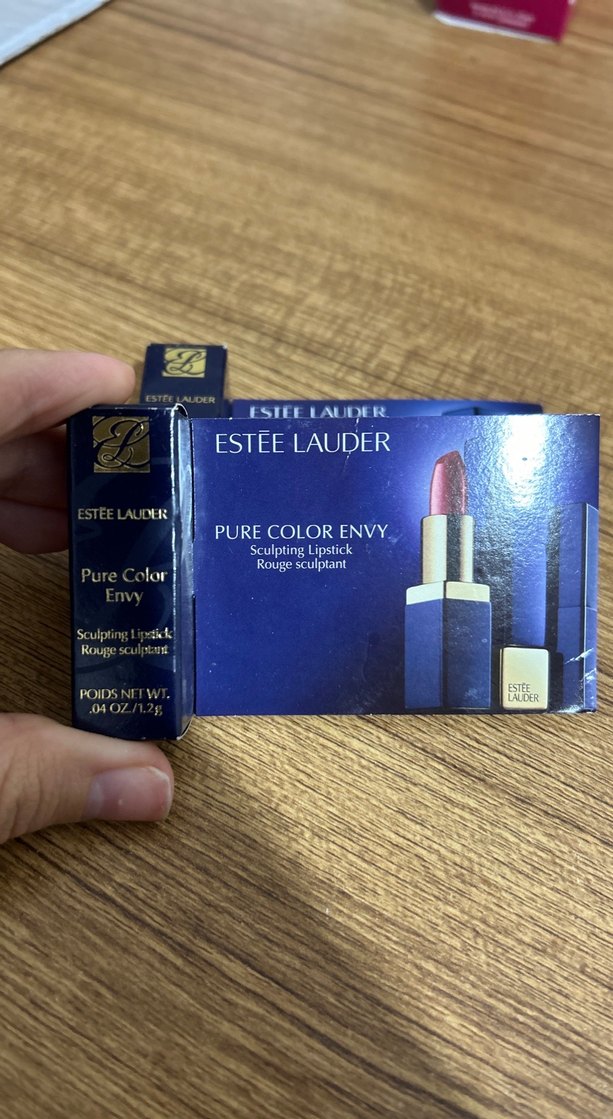 ESTĒE LAUDER
ESTĒE LAUDER
ESTĒE LAUDER
Pure Color
Envy
Sculpting Lipstick
Rouge sculptant
POIDS NET WT.
.04 OZ./1.2g
ESTĒE LAUDER
PURE COLOR ENVY
Sculpting Lipstick
Rouge sculptant
ESTĒE
LAUDER